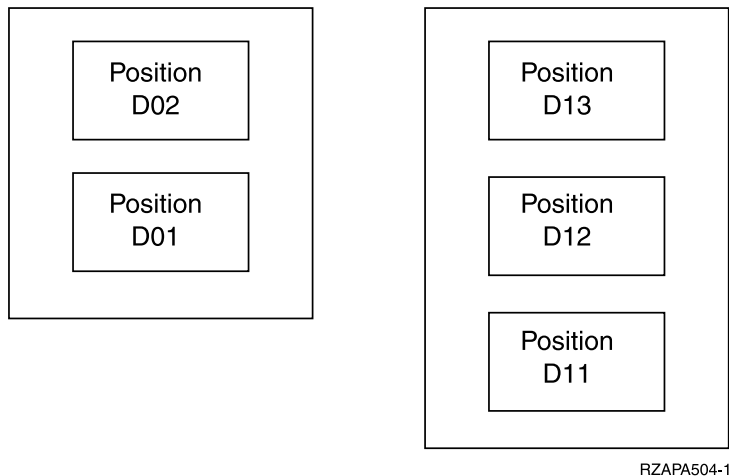 Position
D02
Position
D01
Position
D13
Position
D12
Position
D11
RZAPA504-1